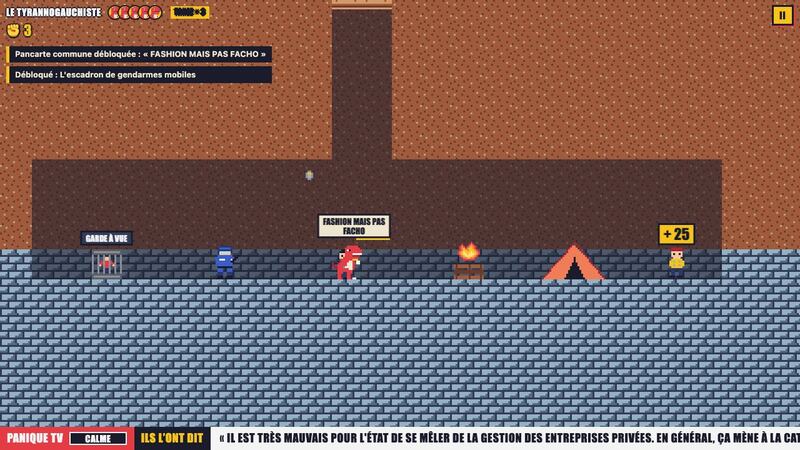 LE TYRANNOGAUCHISTE
3
Pancarte commune débloquée : « FASHION MAIS PAS FACHO »
Débloqué : L'escadron de gendarmes mobiles
FASHION MAIS PAS
FACHO
GARDE À VUE
+ 25
PANIQUE TV
CALME
ILS L'ONT DIT
« IL EST TRÈS MAUVAIS POUR L'ÉTAT DE SE MÊLER DE LA GESTION DES ENTREPRISES PRIVÉES. EN GÉNÉRAL, ÇA MÈNE À LA